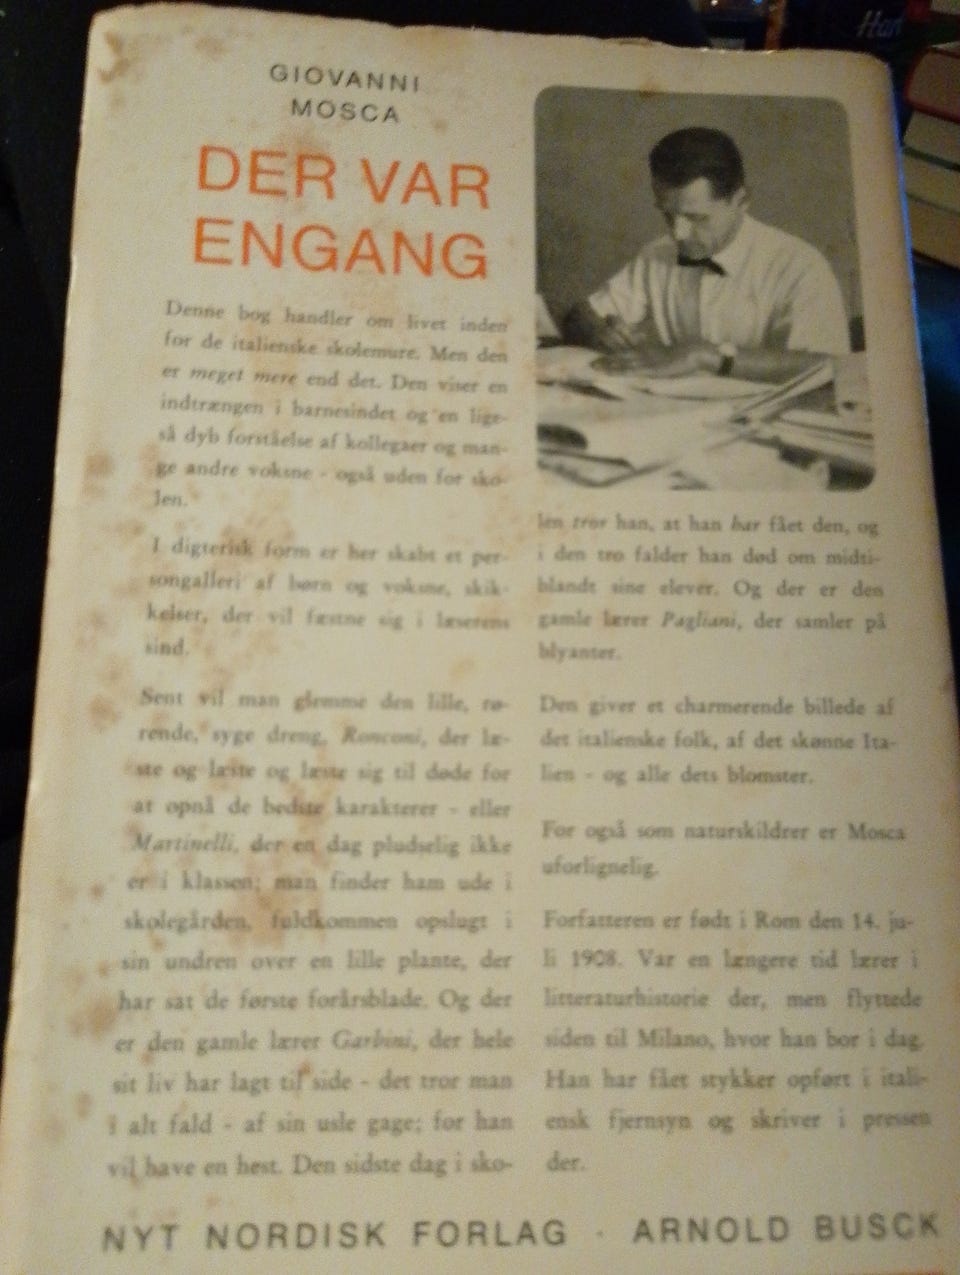 GIOVANNI
MOSCA
DER VAR
ENGANG
Denne bog handler om livet inden
for de italienske skolemure. Men den
er meget mere end det. Den viser en
indtrængen i barnesindet og en lige-
så dyb forståelse af kollegaer og man-
ge andre voksne - også uden for sko-
len.
I digterisk form er her skabt et per-
songalleri af børn og voksne, skik-
kelser, der vil fæstne sig i læserens
sind.
Sent vil man glemme den lille, rø-
rende, syge dreng, Ronconi, der læ-
ste og læste og læste sig til døde for
at opnå de bedste karakterer - eller
Martinelli, der en dag pludselig ikke
er i klassen; man finder ham ude i
skolegården, fuldkommen opslugt i
sin undren over en lille plante, der
har sat de første forårsblade. Og der
er den gamle lærer Garbini, der hele
sit liv har lagt til side - det tror man
i alt fald - af sin usle gage; for han
vil have en hest. Den sidste dag i sko-
len tror han, at han har fået den, og
i den tro falder han død om midti-
blandt sine elever. Og der er den
gamle lærer Pagliani, der samler på
blyanter.
Den giver et charmerende billede af
det italienske folk, af det skønne Ita-
lien - og alle dets blomster.
For også som naturskildrer er Mosca
uforlignelig.
Forfatteren er født i Rom den 14. ju-
li 1908. Var en længere tid lærer i
litteraturhistorie der, men flyttede
siden til Milano, hvor han bor i dag.
Han har fået stykker opført i itali-
ensk fjernsyn og skriver i pressen
der.
NYT NORDISK FORLAG · ARNOLD BUSCK